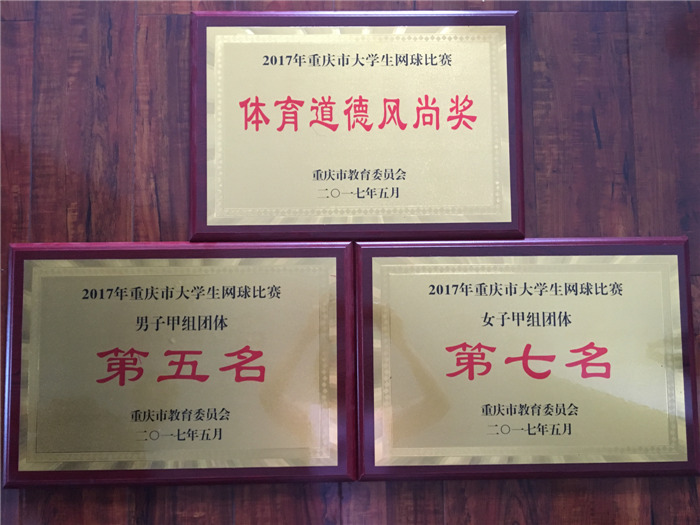 2017年重庆市大学生网球比赛
体育道德风尚奖
重庆市教育委员会
二〇一七年五月
2017年重庆市大学生网球比赛
男子甲组团体
第五名
重庆市教育委员会
二〇一七年五月
2017年重庆市大学生网球比赛
女子甲组团体
第七名
重庆市教育委员会
二〇一七年五月